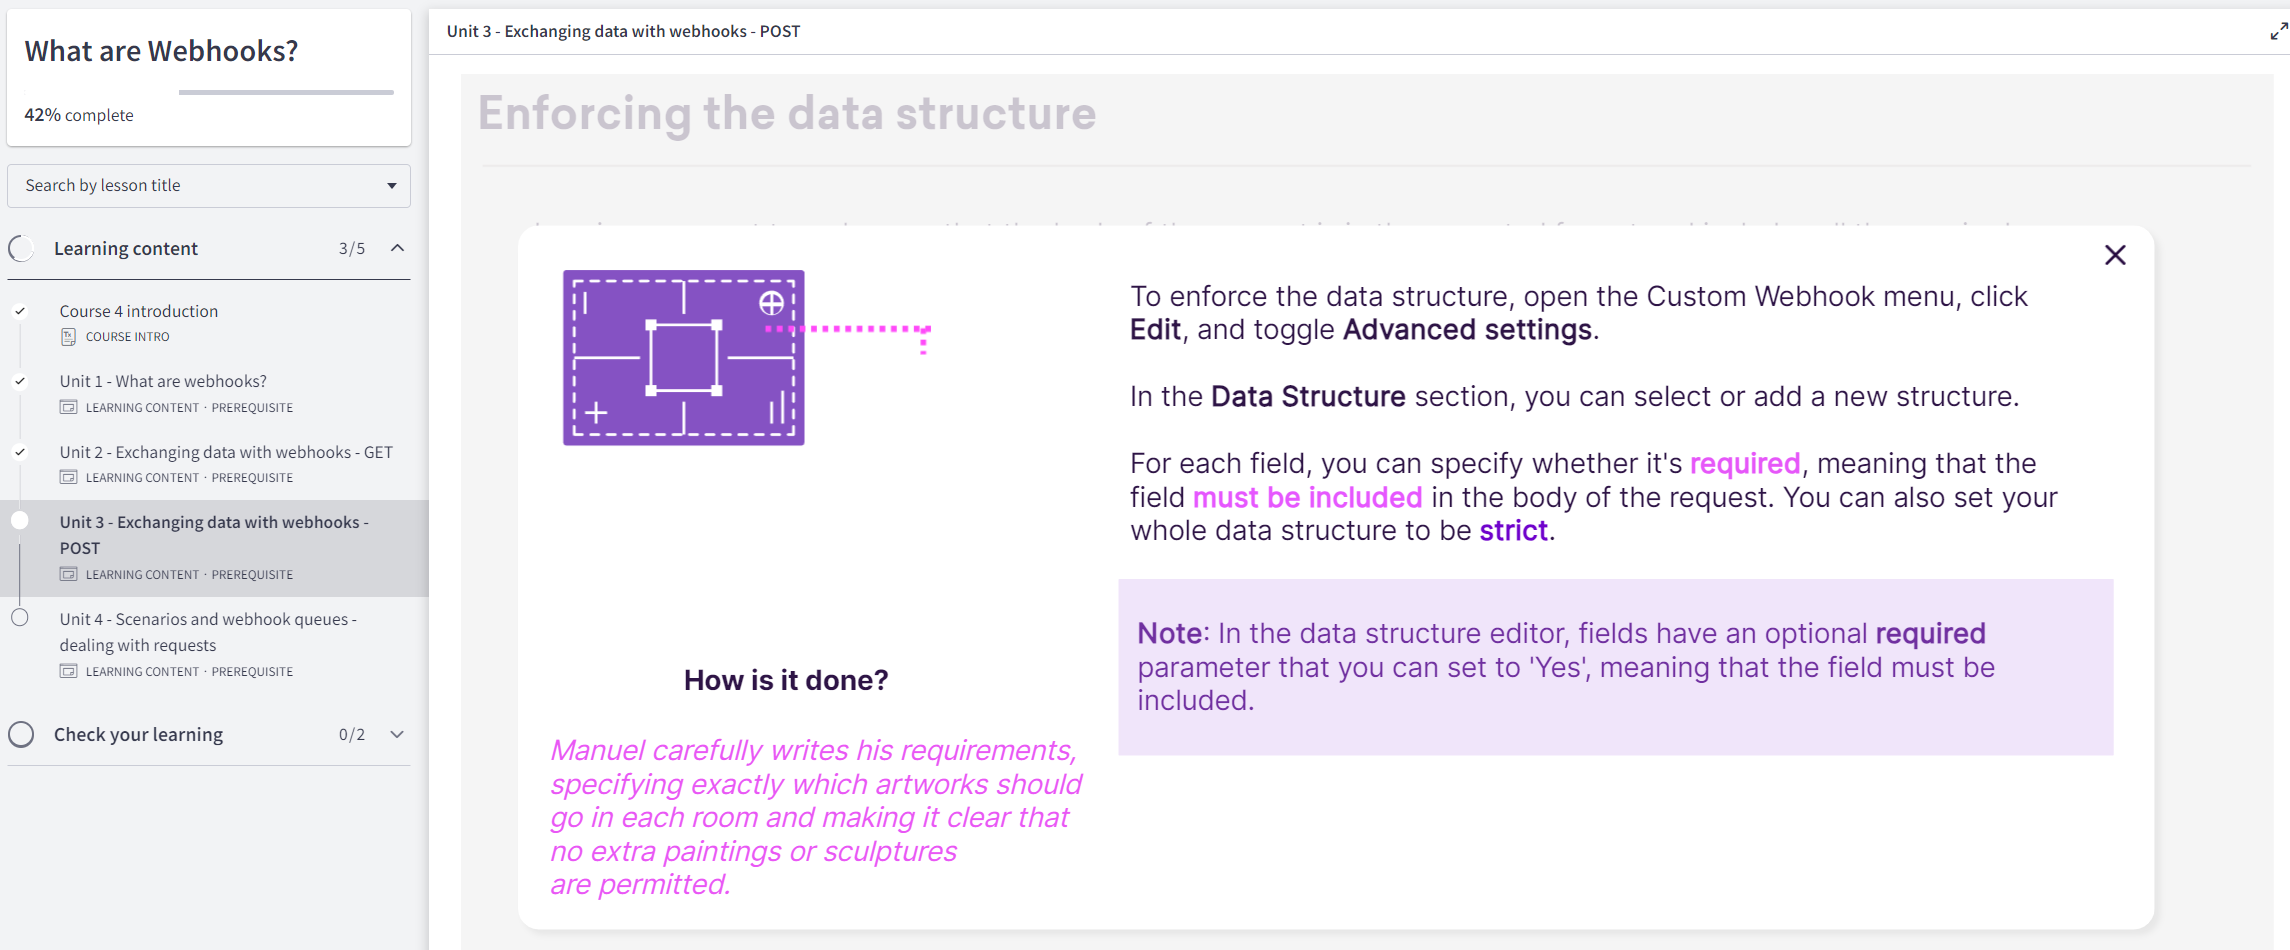 What are Webhooks?
42% complete
Search by lesson title
Learning content 3/5
Course 4 introduction
COURSE INTRO
Unit 1 - What are webhooks?
LEARNING CONTENT · PREREQUISITE
Unit 2 - Exchanging data with webhooks - GET
LEARNING CONTENT · PREREQUISITE
Unit 3 - Exchanging data with webhooks -
POST
LEARNING CONTENT · PREREQUISITE
Unit 4 - Scenarios and webhook queues -
dealing with requests
LEARNING CONTENT · PREREQUISITE
Check your learning 0/2
Unit 3 - Exchanging data with webhooks - POST
Enforcing the data structure
How is it done?
Manuel carefully writes his requirements,
specifying exactly which artworks should
go in each room and making it clear that
no extra paintings or sculptures
are permitted.
To enforce the data structure, open the Custom Webhook menu, click
Edit, and toggle Advanced settings.
In the Data Structure section, you can select or add a new structure.
For each field, you can specify whether it's required, meaning that the
field must be included in the body of the request. You can also set your
whole data structure to be strict.
Note: In the data structure editor, fields have an optional required
parameter that you can set to 'Yes', meaning that the field must be
included.